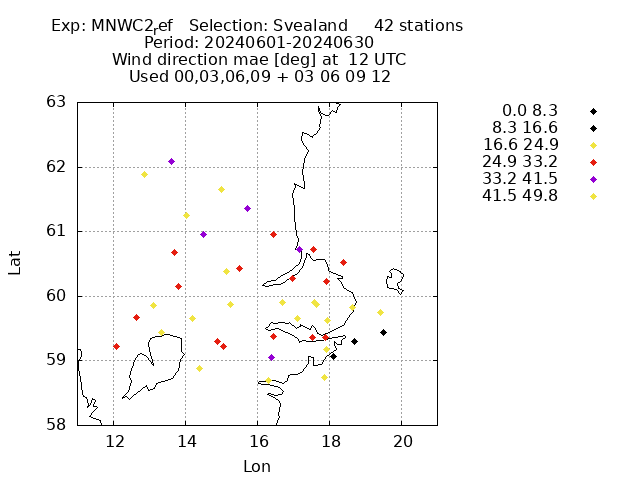 Exp: MNWC2ref Selection: Svealand 42 stations
Period: 20240601-20240630
Wind direction mae [deg] at 12 UTC
Used 00,03,06,09 + 03 06 09 12
63
62
61
60
59
58
Lat
12 14 16 18 20
Lon
0.0 8.3
8.3 16.6
16.6 24.9
24.9 33.2
33.2 41.5
41.5 49.8